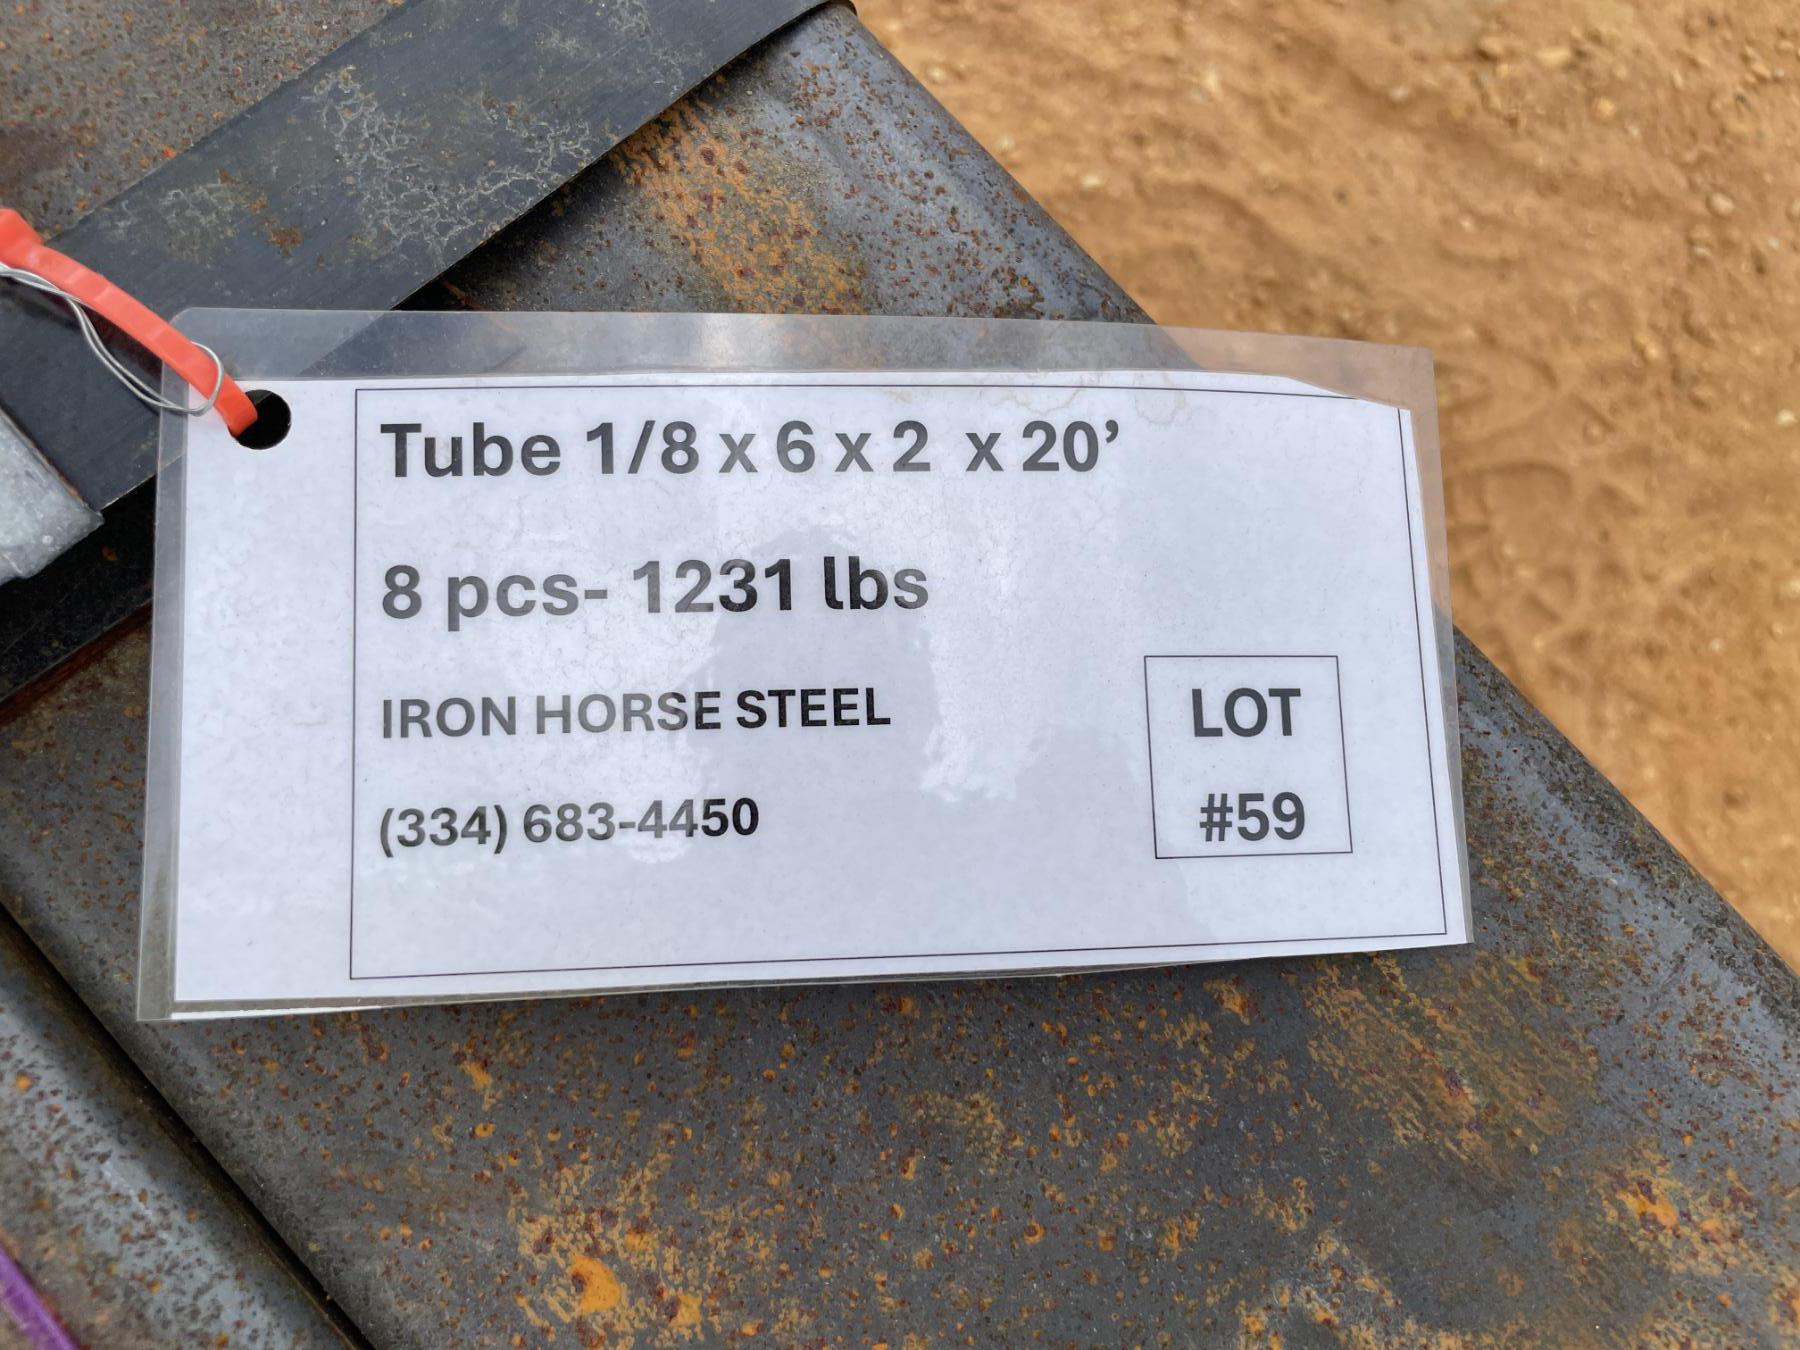 Tube 1/8 x 6 x 2 x 20’
8 pcs- 1231 lbs
IRON HORSE STEEL
(334) 683-4450
LOT
#59